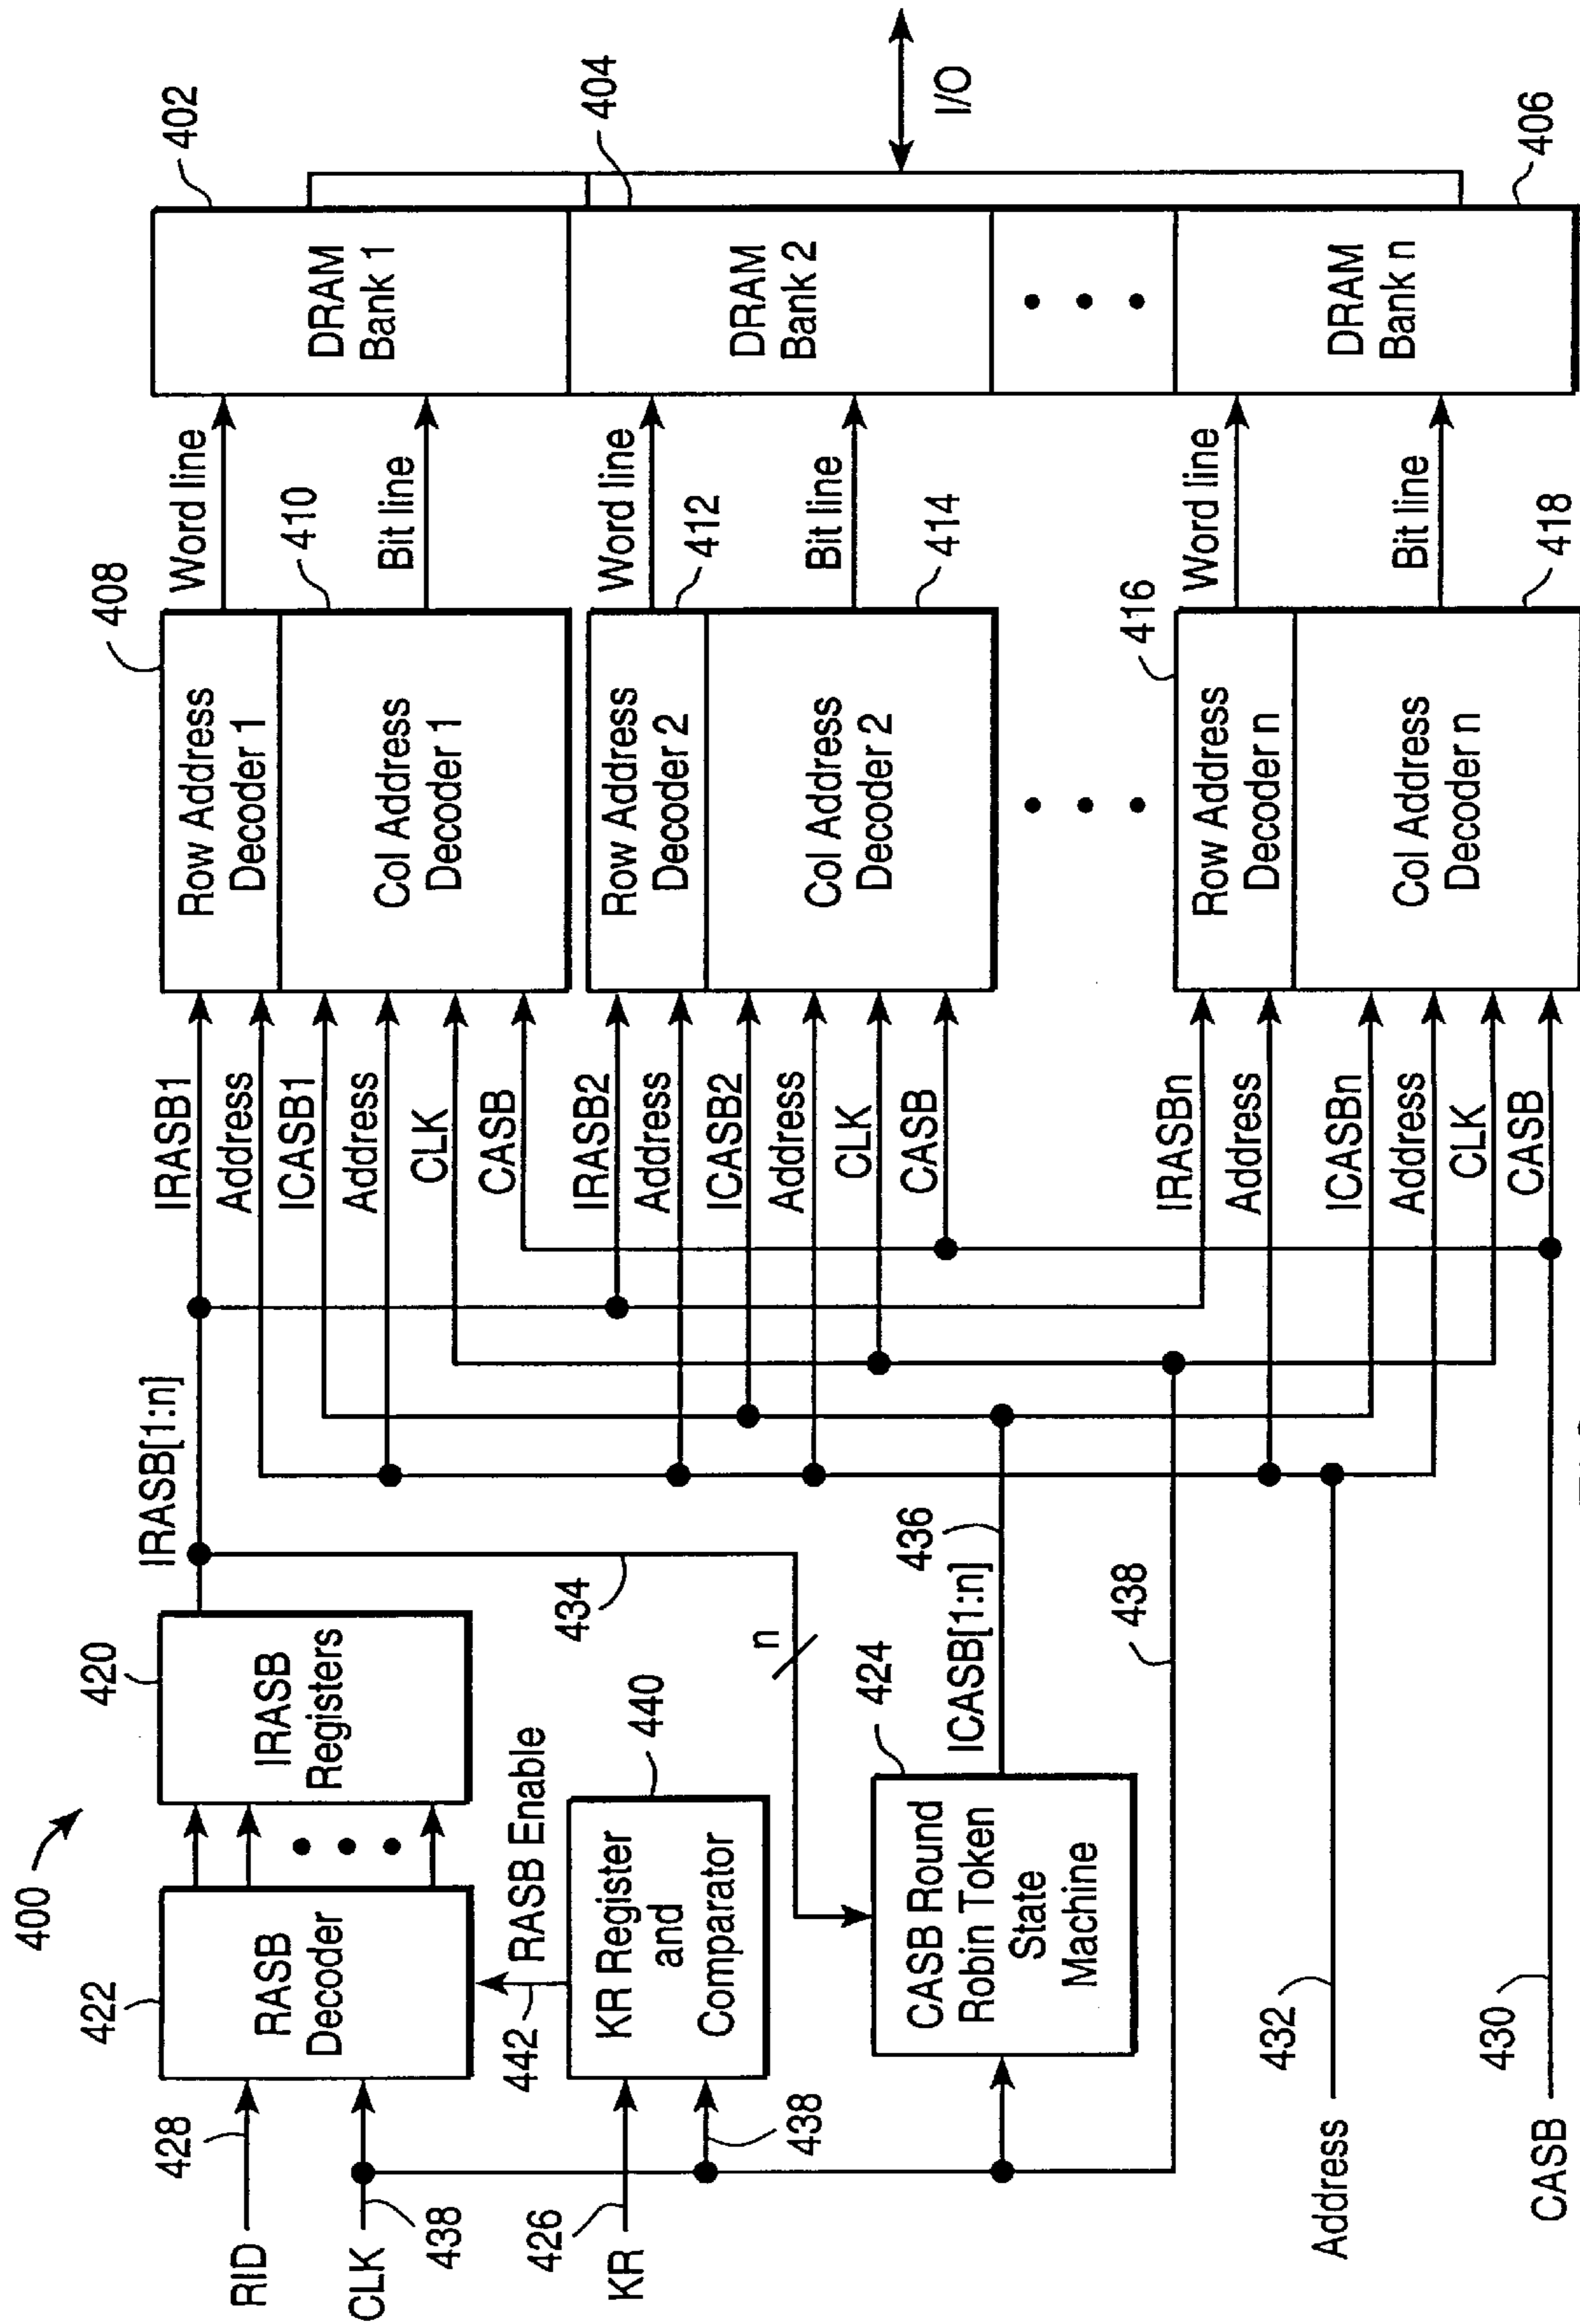 400
RID
428
CLK
438
422
RASB
Decoder
420
IRASB
Registers
IRASB[1:n]
442
RASB Enable
KR
426
438
KR Register
and
Comparator
440
434
n
CASB Round
Robin Token
State
Machine
424
ICASB[1:n]
436
438
Address
432
CASB
430
IRASB1
Address
ICASB1
Address
CLK
CASB
IRASB2
Address
ICASB2
Address
CLK
CASB
IRASBn
Address
ICASBn
Address
CLK
CASB
408
Row Address
Decoder 1
410
Col Address
Decoder 1
Row Address
Decoder 2
412
Col Address
Decoder 2
414
416
Row Address
Decoder n
Col Address
Decoder n
418
Word line
Bit line
Word line
Bit line
Word line
Bit line
402
DRAM
Bank 1
404
DRAM
Bank 2
DRAM
Bank n
406
I/O